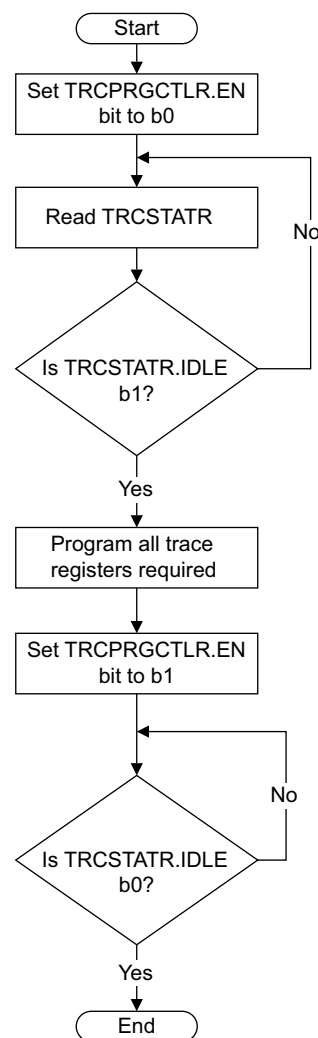 Start
Set TRCPRGCTLR.EN
bit to b0
Read TRCSTATR
No
Is TRCSTATR.IDLE
b1?
Yes
Program all trace
registers required
Set TRCPRGCTLR.EN
bit to b1
No
Is TRCSTATR.IDLE
b0?
Yes
End